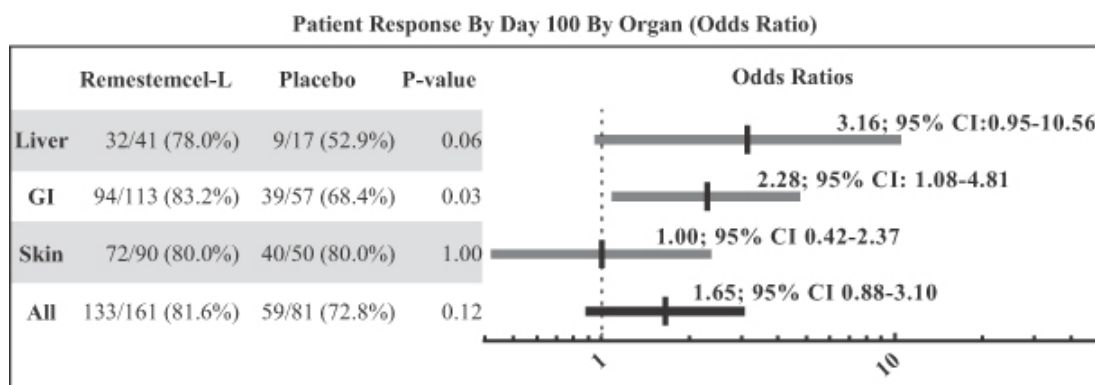 Patient Response By Day 100 By Organ (Odds Ratio)
Remestemcel-L Placebo P-value Odds Ratios
Liver 32/41 (78.0%) 9/17 (52.9%) 0.06 3.16; 95% CI:0.95-10.56
GI 94/113 (83.2%) 39/57 (68.4%) 0.03 2.28; 95% CI: 1.08-4.81
Skin 72/90 (80.0%) 40/50 (80.0%) 1.00 1.00; 95% CI 0.42-2.37
All 133/161 (81.6%) 59/81 (72.8%) 0.12 1.65; 95% CI 0.88-3.10
1 10